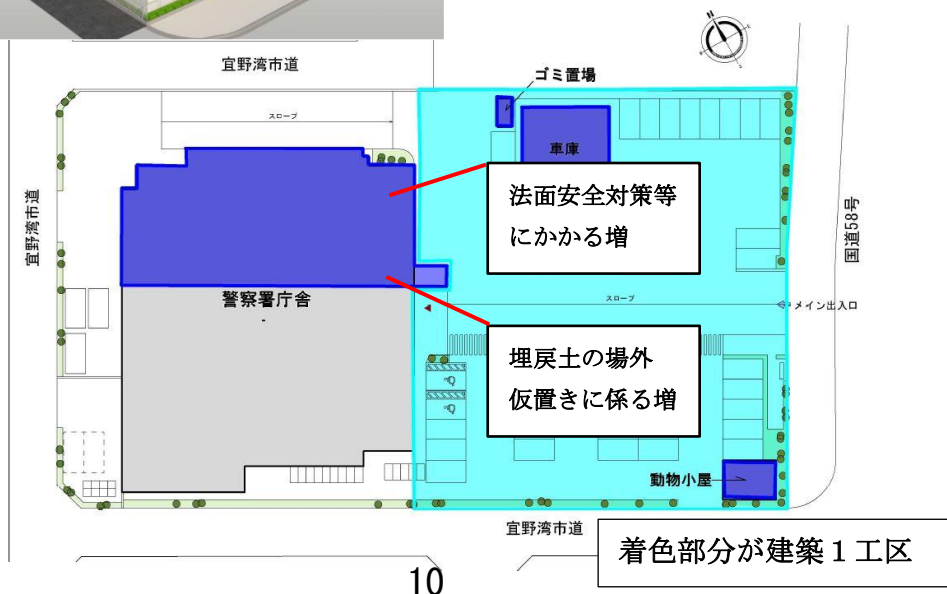 宜野湾市道
N
ゴミ置場
スロープ
車庫
法面安全対策等
にかかる増
宜野湾市道
国道58号
警察署庁舎
スロープ
メイン出入口
埋戻土の場外
仮置きに係る増
動物小屋
宜野湾市道
着色部分が建築1工区
10